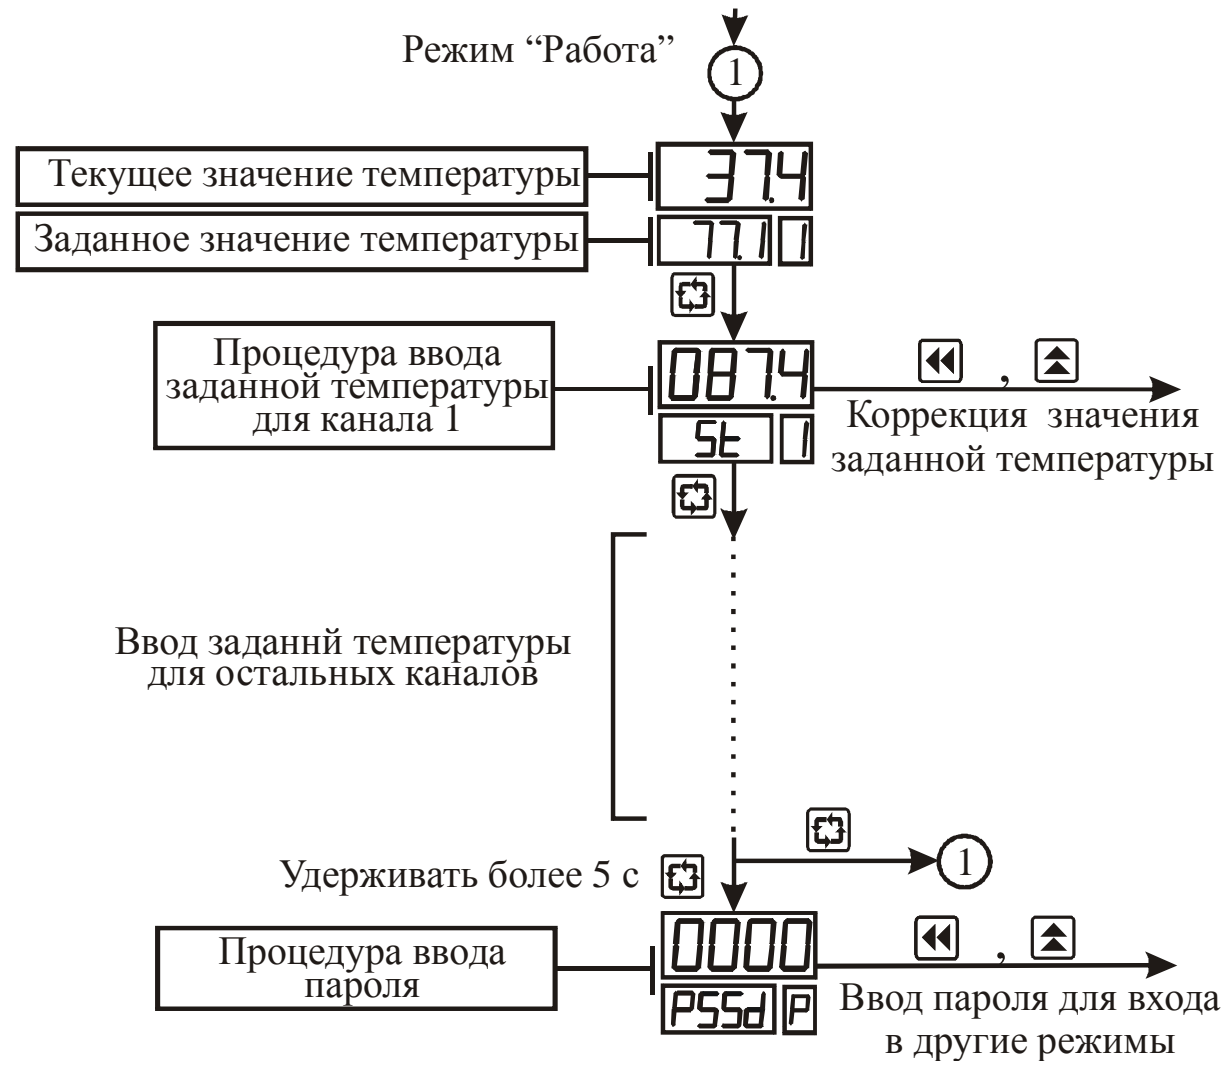 Режим “Работа”
1
Текущее значение температуры
37.4
Заданное значение температуры
77.1 1
Процедура ввода
заданной температуры
для канала 1
087.4
St 1
,
Коррекция значения
заданной температуры
Ввод заданнй температуры
для остальных каналов
1
Удерживать более 5 с
Процедура ввода
пароля
0000
PSSd P
,
Ввод пароля для входа
в другие режимы